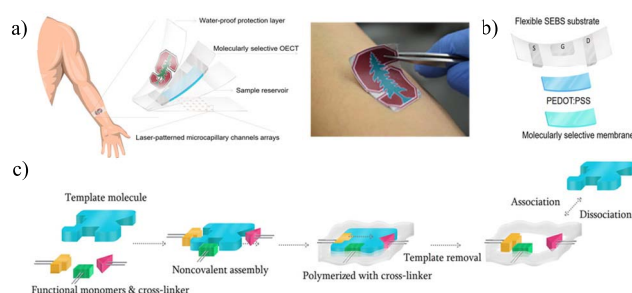 a)
Water-proof protection layer
Molecularly selective OECT
Sample reservoir
Laser-patterned microcapillary channels arrays
b)
Flexible SEBS substrate
S G D
PEDOT:PSS
Molecularly selective membrane
c)
Template molecule
Functional monomers & cross-linker
Noncovalent assembly
Polymerized with cross-linker
Template removal
Association
Dissociation